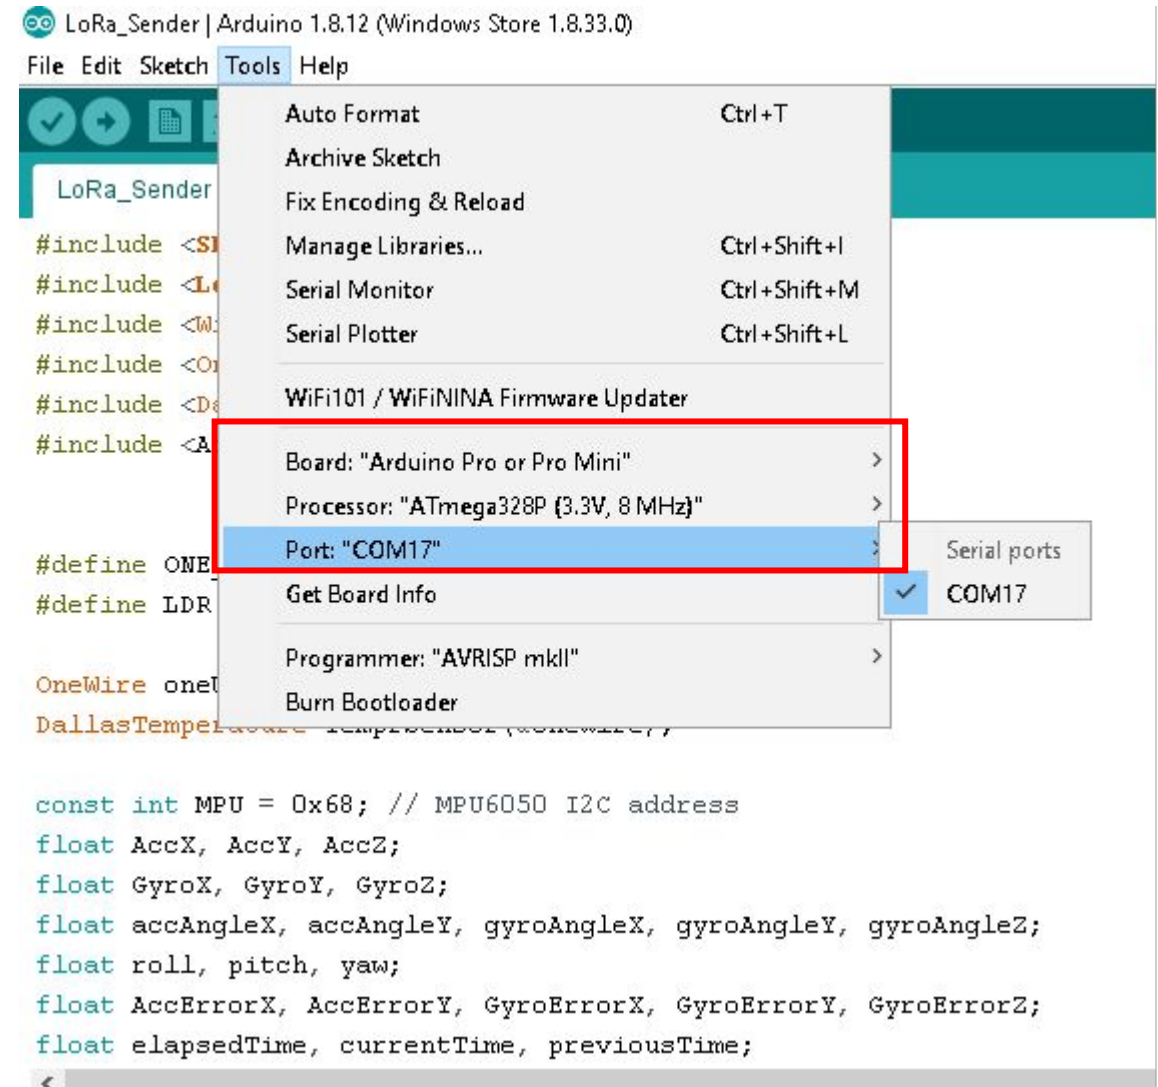 LoRa_Sender | Arduino 1.8.12 (Windows Store 1.8.33.0)
File Edit Sketch Tools Help
Auto Format Ctrl+T
Archive Sketch
LoRa_Sender
Fix Encoding & Reload
Manage Libraries... Ctrl+Shift+I
Serial Monitor Ctrl+Shift+M
Serial Plotter Ctrl+Shift+L
WiFi101 / WiFiNINA Firmware Updater
Board: "Arduino Pro or Pro Mini"
Processor: "ATmega328P (3.3V, 8 MHz)"
Port: "COM17"
Serial ports
COM17
Get Board Info
Programmer: "AVRISP mkII"
Burn Bootloader
#include <
#include <
#include <
#include <
#include <
#include <A
#define ONE_
#define LDR
OneWire
DallasTemperature
const int MPU = 0x68; // MPU6050 I2C address
float AccX, AccY, AccZ;
float GyroX, GyroY, GyroZ;
float accAngleX, accAngleY, gyroAngleX, gyroAngleY, gyroAngleZ;
float roll, pitch, yaw;
float AccErrorX, AccErrorY, GyroErrorX, GyroErrorY, GyroErrorZ;
float elapsedTime, currentTime, previousTime;